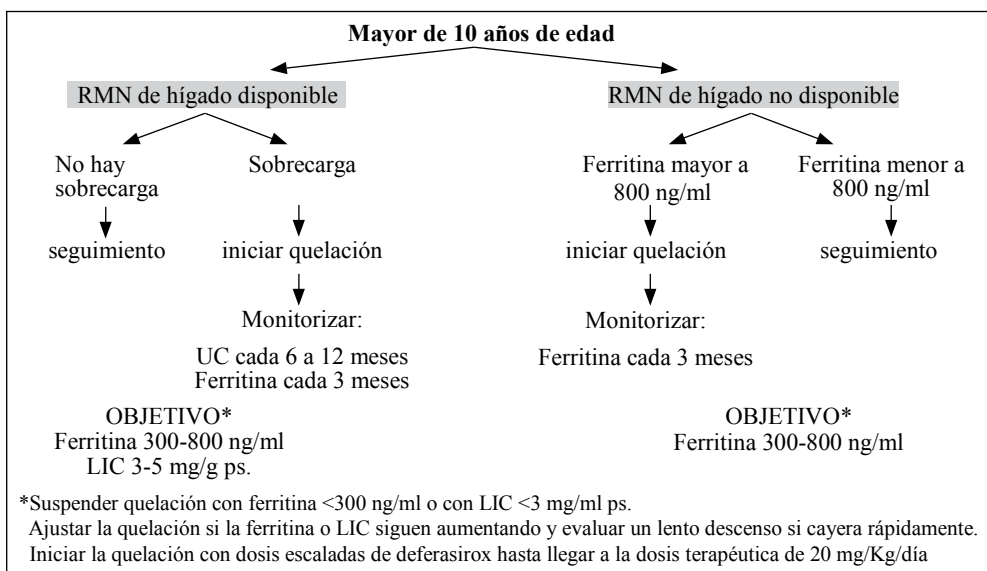 Mayor de 10 años de edad
RMN de hígado disponible
RMN de hígado no disponible
No hay
sobrecarga
Sobrecarga
Ferritina mayor a
800 ng/ml
Ferritina menor a
800 ng/ml
seguimiento
iniciar quelación
iniciar quelación
seguimiento
Monitorizar:
UC cada 6 a 12 meses
Ferritina cada 3 meses
Monitorizar:
Ferritina cada 3 meses
OBJETIVO*
Ferritina 300-800 ng/ml
LIC 3-5 mg/g ps.
OBJETIVO*
Ferritina 300-800 ng/ml
*Suspender quelación con ferritina <300 ng/ml o con LIC <3 mg/ml ps.
Ajustar la quelación si la ferritina o LIC siguen aumentando y evaluar un lento descenso si cayera rápidamente.
Iniciar la quelación con dosis escaladas de deferasirox hasta llegar a la dosis terapéutica de 20 mg/Kg/día